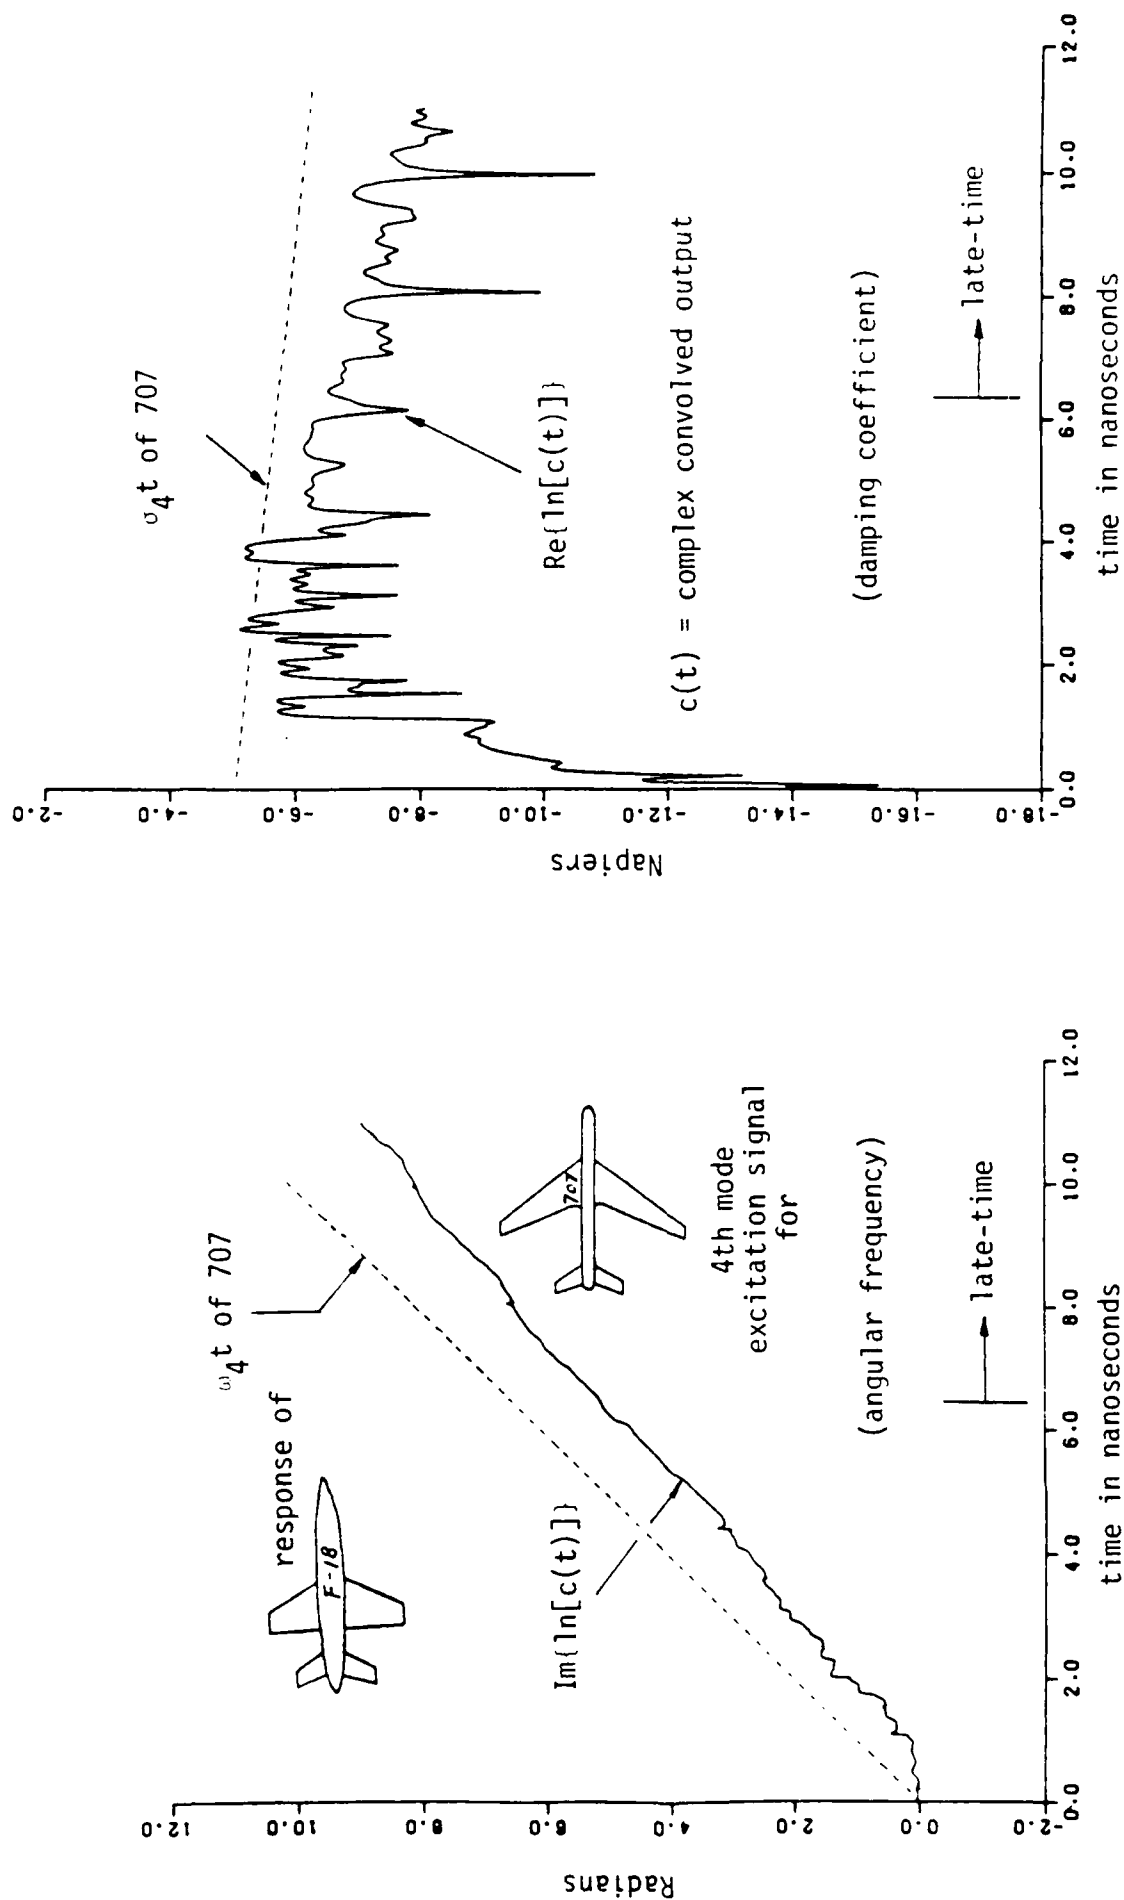 Radians
12.0
10.0
8.0
6.0
4.0
2.0
0.0
-2.0
0.0
2.0
4.0
6.0
8.0
10.0
12.0
time in nanoseconds
response of
F-18
ω4t of 707
Im{ln[c(t)]}
707
4th mode
excitation signal
for
(angular frequency)
late-time
Napiers
-2.0
-4.0
-6.0
-8.0
-10.0
-12.0
-14.0
-16.0
-18.0
0.0
2.0
4.0
6.0
8.0
10.0
12.0
time in nanoseconds
σ4t of 707
Re{ln[c(t)]}
c(t) = complex convolved output
(damping coefficient)
late-time